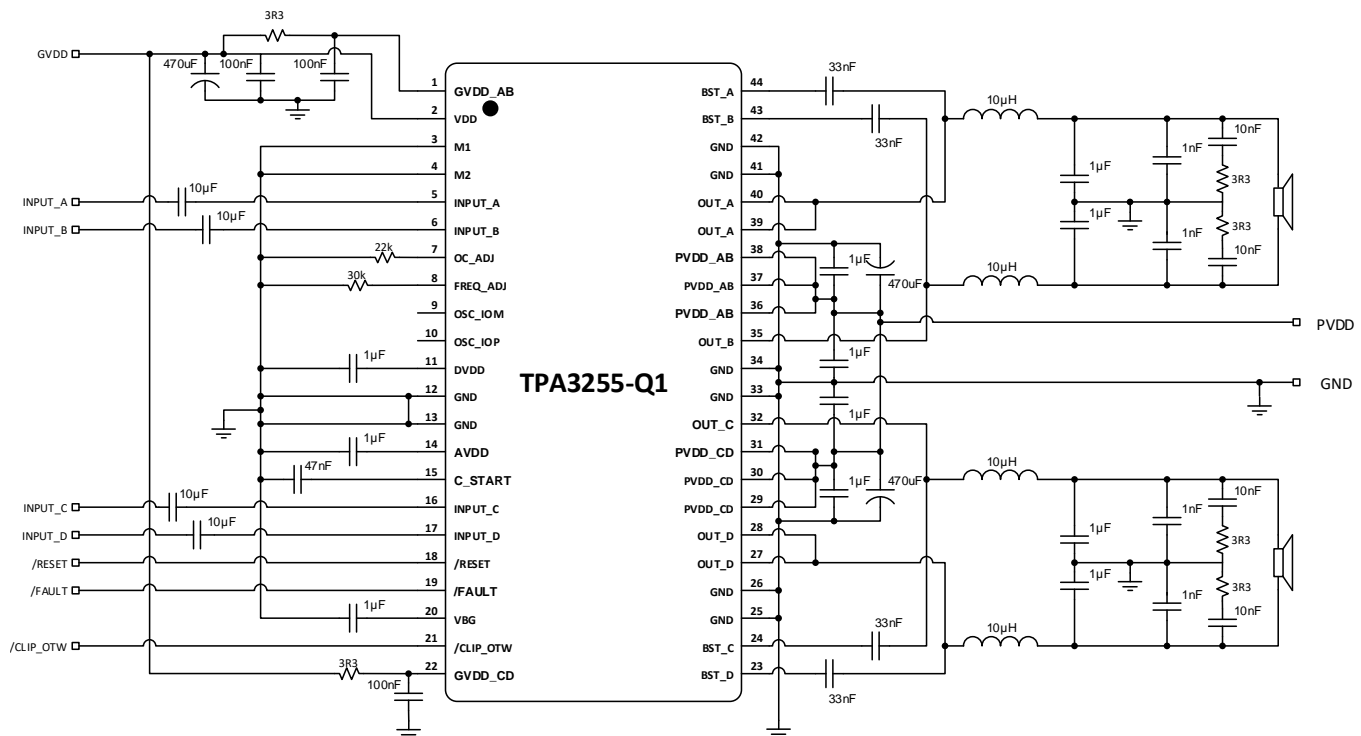 3R3
GVDD
470uF
100nF
100nF
1
GVDD_AB
2
VDD
3
M1
4
M2
INPUT_A
10µF
5
INPUT_A
INPUT_B
10µF
6
INPUT_B
22k
7
OC_ADJ
30k
8
FREQ_ADJ
9
OSC_IOM
10
OSC_IOP
1µF
11
DVDD
12
GND
13
GND
1µF
14
AVDD
47nF
15
C_START
INPUT_C
10µF
16
INPUT_C
INPUT_D
10µF
17
INPUT_D
/RESET
18
/RESET
/FAULT
19
/FAULT
1µF
20
VBG
/CLIP_OTW
21
/CLIP_OTW
3R3
22
GVDD_CD
100nF
TPA3255-Q1
BST_A
44
33nF
BST_B
43
33nF
GND
42
GND
41
OUT_A
40
OUT_A
39
PVDD_AB
38
PVDD_AB
37
PVDD_AB
36
OUT_B
35
GND
34
GND
33
OUT_C
32
PVDD_CD
31
PVDD_CD
30
PVDD_CD
29
OUT_D
28
OUT_D
27
GND
26
GND
25
BST_C
24
33nF
BST_D
23
33nF
1µF
470uF
1µF
1µF
1µF
470uF
10µH
10µH
1µF
1µF
1nF
1nF
10nF
3R3
3R3
10nF
PVDD
GND
10µH
10µH
1µF
1µF
1nF
1nF
10nF
3R3
3R3
10nF